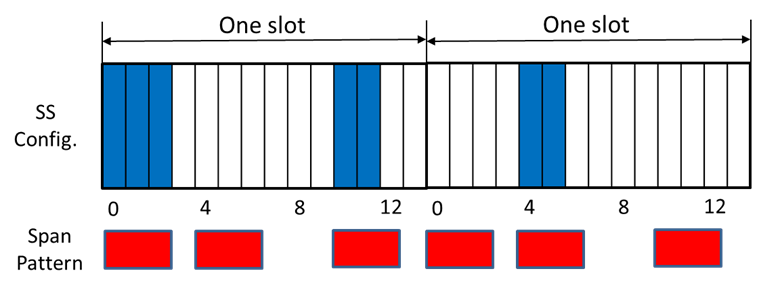 One slot One slot
SS
Config.
0 4 8 12 0 4 8 12
Span
Pattern